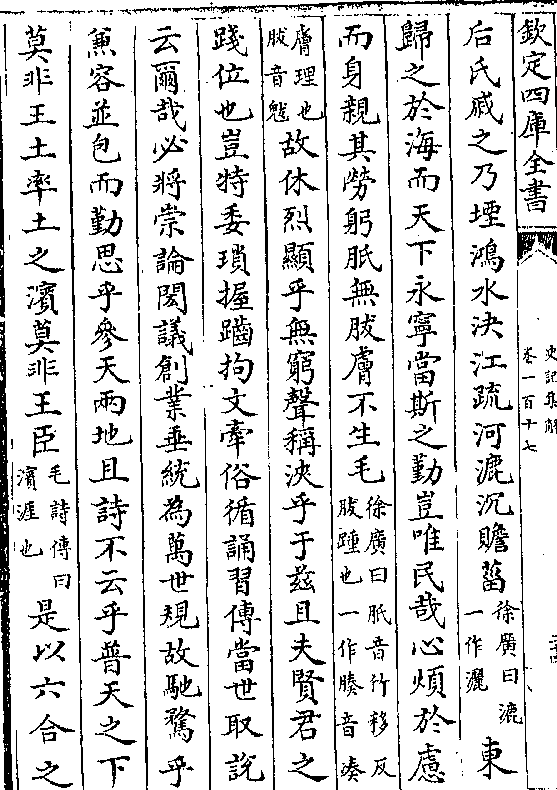 欽定四庫全書
史記集解
卷一百十七
后氏戚之乃堙鴻水決江疏河漉沉贍菑徐廣曰漉一作灑東
歸之於海而天下永寧當斯之勤豈唯民哉心煩於慮
而身親其勞躬胝無胈膚不生毛徐廣曰胝音竹移反胈踵也一作腠音湊
膚理也胈音魃故休烈顯乎無窮聲稱浹乎于茲且夫賢君之
踐位也豈特委瑣握䠡拘文牽俗循誦習傳當世取說
云爾哉必將崇論閎議創業垂統為萬世規故馳騖乎
兼容並包而勤思乎參天兩地且詩不云乎普天之下
莫非王土率土之濱莫非王臣毛詩傳曰濱涯也是以六合之